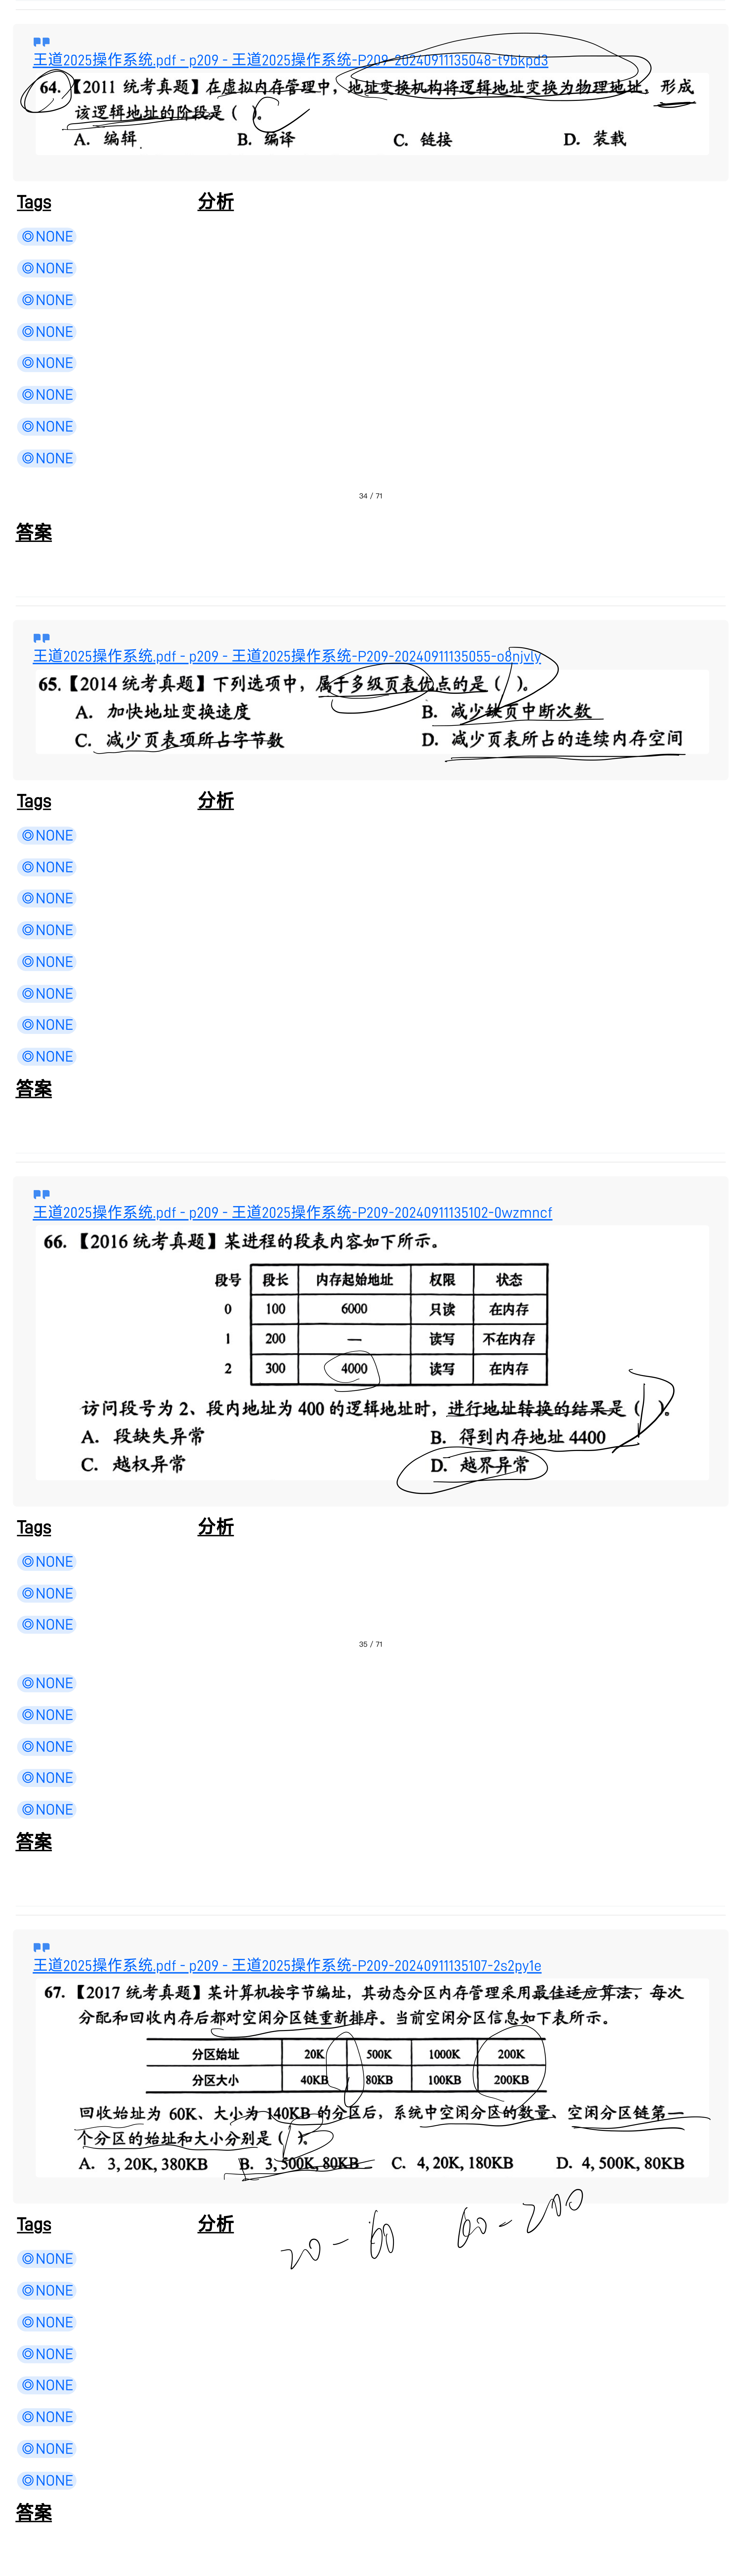 王道2025操作系统.pdf - p209 - 王道2025操作系统-P209-20240911135048-t9bkpd3
64. 【2011 统考真题】在虚拟内存管理中，地址变换机构将逻辑地址变换为物理地址，形成
该逻辑地址的阶段是（ C ）。
A. 编辑 B. 编译 C. 链接 D. 装载
Tags 分析
◎NONE
◎NONE
◎NONE
◎NONE
◎NONE
◎NONE
◎NONE
◎NONE
34 / 71
答案
王道2025操作系统.pdf - p209 - 王道2025操作系统-P209-20240911135055-o8njvly
65.【2014 统考真题】下列选项中，属于多级页表优点的是（ D ）。
A. 加快地址变换速度 B. 减少缺页中断次数
C. 减少页表项所占字节数 D. 减少页表所占的连续内存空间
Tags 分析
◎NONE
◎NONE
◎NONE
◎NONE
◎NONE
◎NONE
◎NONE
◎NONE
答案
王道2025操作系统.pdf - p209 - 王道2025操作系统-P209-20240911135102-0wzmncf
66. 【2016 统考真题】某进程的段表内容如下所示。
段号 段长 内存起始地址 权限 状态
0 100 6000 只读 在内存
1 200 — 读写 不在内存
2 300 4000 读写 在内存
访问段号为 2、段内地址为 400 的逻辑地址时，进行地址转换的结果是（ D ）。
A. 段缺失异常 B. 得到内存地址 4400
C. 越权异常 D. 越界异常
Tags 分析
◎NONE
◎NONE
◎NONE
35 / 71
◎NONE
◎NONE
◎NONE
◎NONE
◎NONE
答案
王道2025操作系统.pdf - p209 - 王道2025操作系统-P209-20240911135107-2s2py1e
67. 【2017 统考真题】某计算机按字节编址，其动态分区内存管理采用最佳适应算法，每次
分配和回收内存后都对空闲分区链重新排序。当前空闲分区信息如下表所示。
分区始址 20K 500K 1000K 200K
分区大小 40KB 80KB 100KB 200KB
回收始址为 60K、大小为 140KB 的分区后，系统中空闲分区的数量、空闲分区链第一
个分区的始址和大小分别是（ B ）。
A. 3, 20K, 380KB B. 3, 500K, 80KB C. 4, 20K, 180KB D. 4, 500K, 80KB
Tags 分析
20 - 60 60 - 200
◎NONE
◎NONE
◎NONE
◎NONE
◎NONE
◎NONE
◎NONE
◎NONE
答案